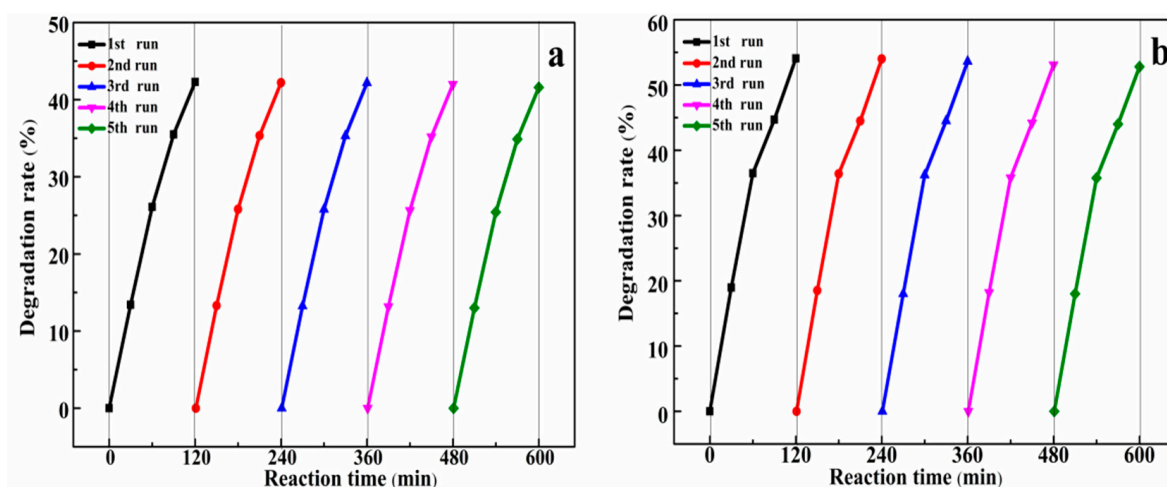 50
40
30
20
10
0
Degradation rate (%)
1st run
2nd run
3rd run
4th run
5th run
a
0 120 240 360 480 600
Reaction time (min)
60
50
40
30
20
10
0
Degradation rate (%)
1st run
2nd run
3rd run
4th run
5th run
b
0 120 240 360 480 600
Reaction time (min)